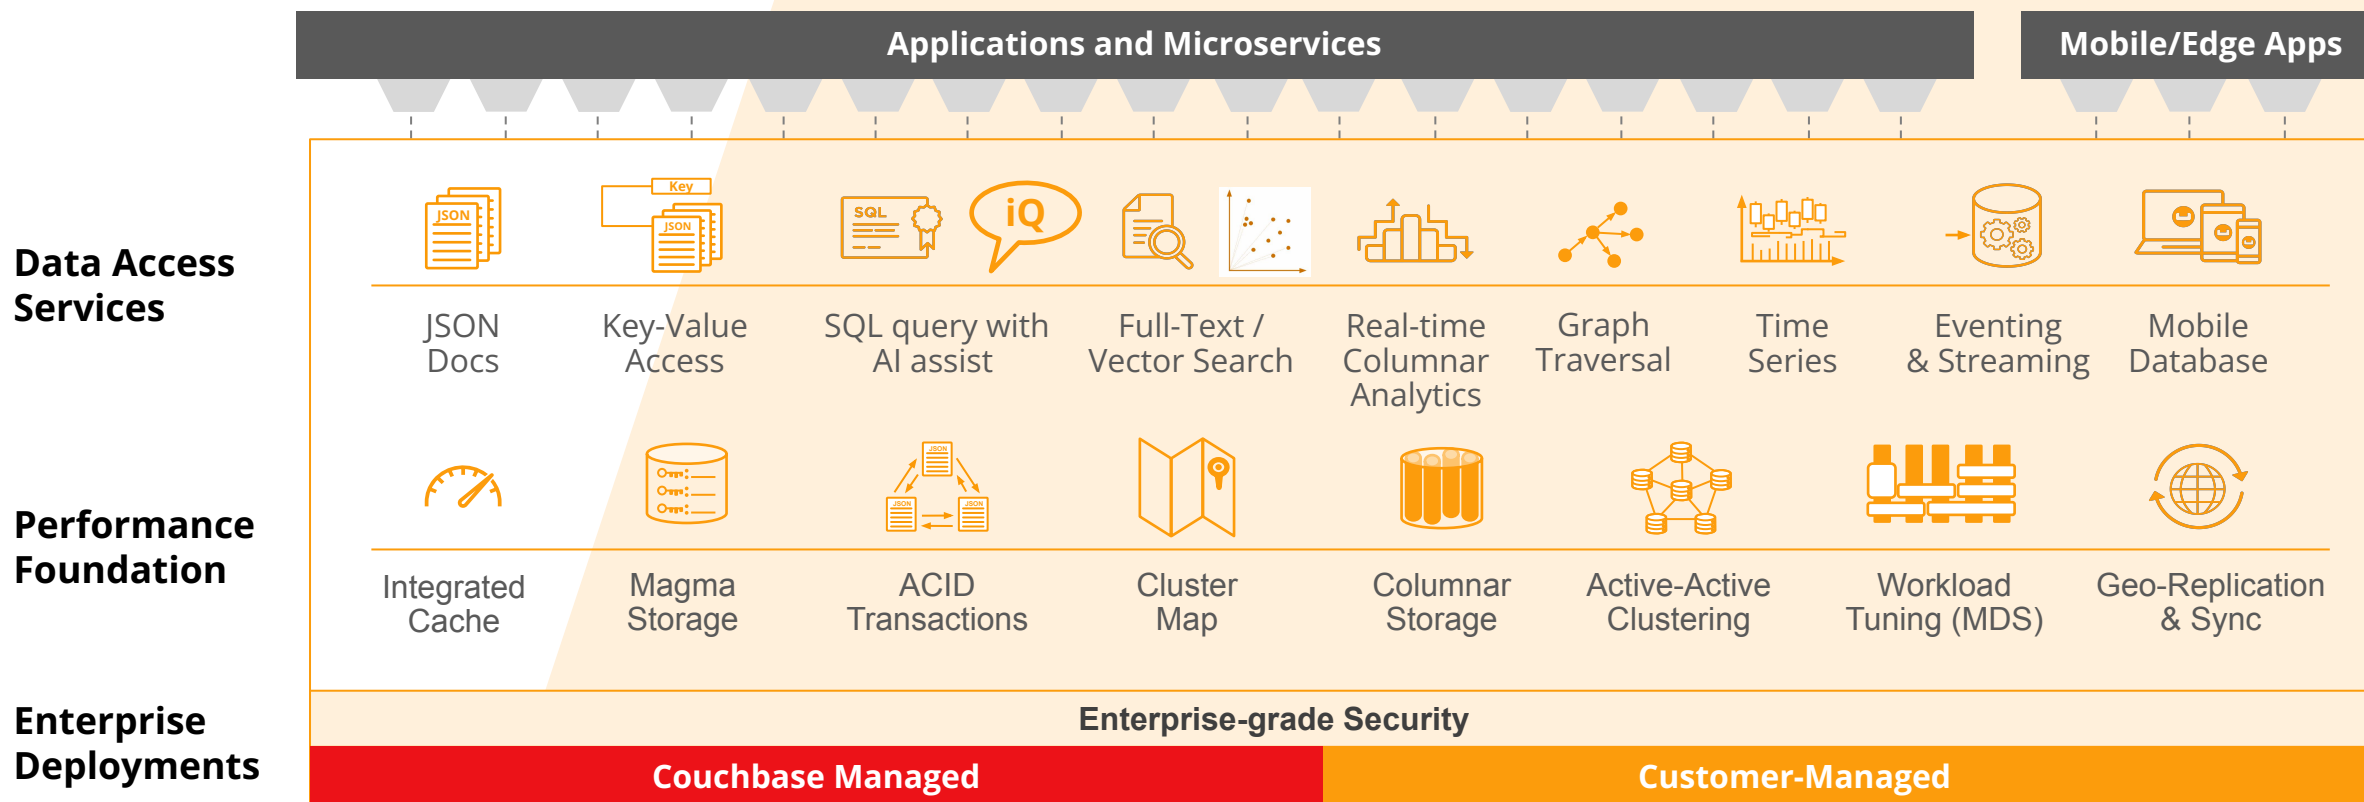 Applications and Microservices
Mobile/Edge Apps
Data Access
Services
JSON
Key
JSON
SQL
iQ
JSON
Docs
Key-Value
Access
SQL query with
AI assist
Full-Text /
Vector Search
Real-time
Columnar
Analytics
Graph
Traversal
Time
Series
Eventing
& Streaming
Mobile
Database
Performance
Foundation
JSON
JSON
JSON
Integrated
Cache
Magma
Storage
ACID
Transactions
Cluster
Map
Columnar
Storage
Active-Active
Clustering
Workload
Tuning (MDS)
Geo-Replication
& Sync
Enterprise
Deployments
Enterprise-grade Security
Couchbase Managed
Customer-Managed